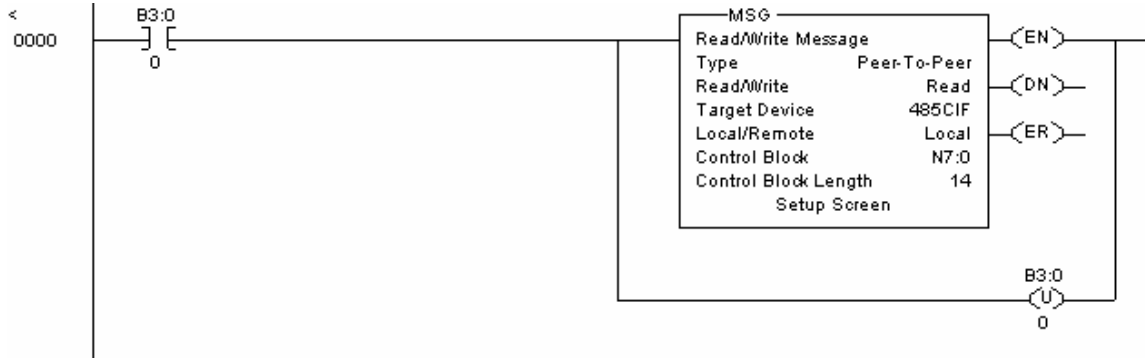 <
B3:0
0000
0
MSG
Read/Write Message
Type Peer-To-Peer
Read/Write Read
Target Device 485CIF
Local/Remote Local
Control Block N7:0
Control Block Length 14
Setup Screen
EN
DN
ER
B3:0
U
0